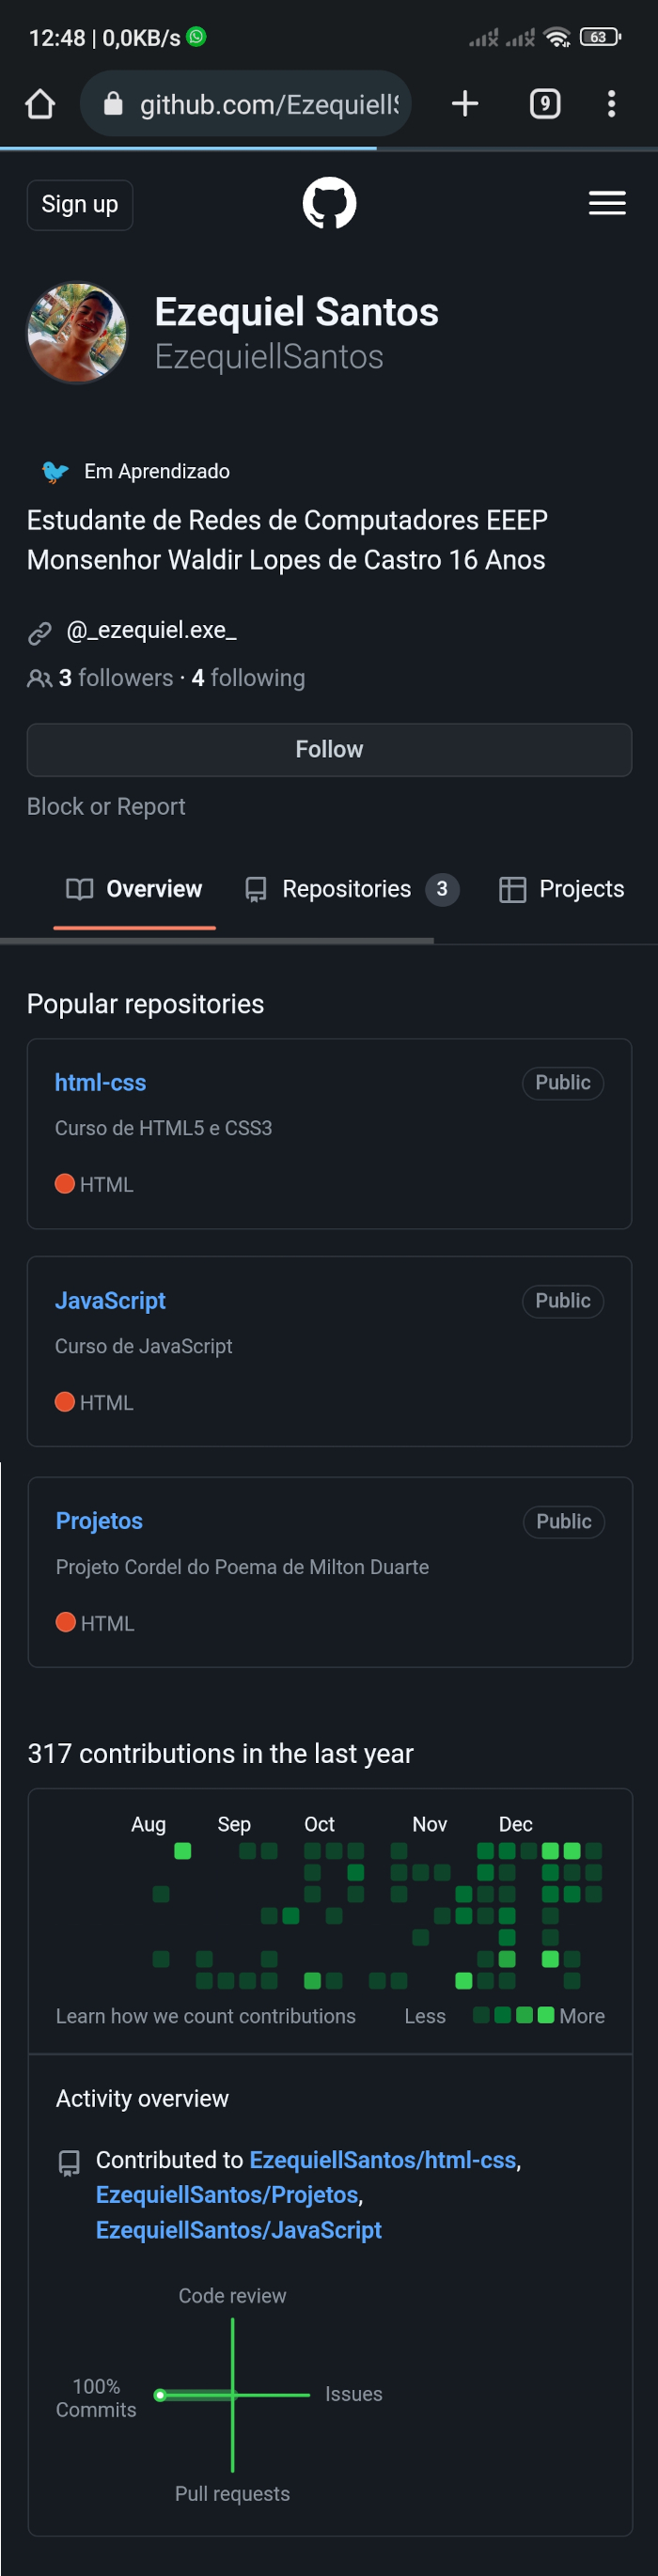 12:48 | 0,0KB/s
63
github.com/Ezequiell
9
Sign up
Ezequiel Santos
EzequiellSantos
Em Aprendizado
Estudante de Redes de Computadores EEEP
Monsenhor Waldir Lopes de Castro 16 Anos
@_ezequiel.exe_
3 followers · 4 following
Follow
Block or Report
Overview
Repositories 3
Projects
Popular repositories
html-css
Public
Curso de HTML5 e CSS3
HTML
JavaScript
Public
Curso de JavaScript
HTML
Projetos
Public
Projeto Cordel do Poema de Milton Duarte
HTML
317 contributions in the last year
Aug Sep Oct Nov Dec
Learn how we count contributions
Less
More
Activity overview
Contributed to EzequiellSantos/html-css,
EzequiellSantos/Projetos,
EzequiellSantos/JavaScript
Code review
100%
Commits
Issues
Pull requests